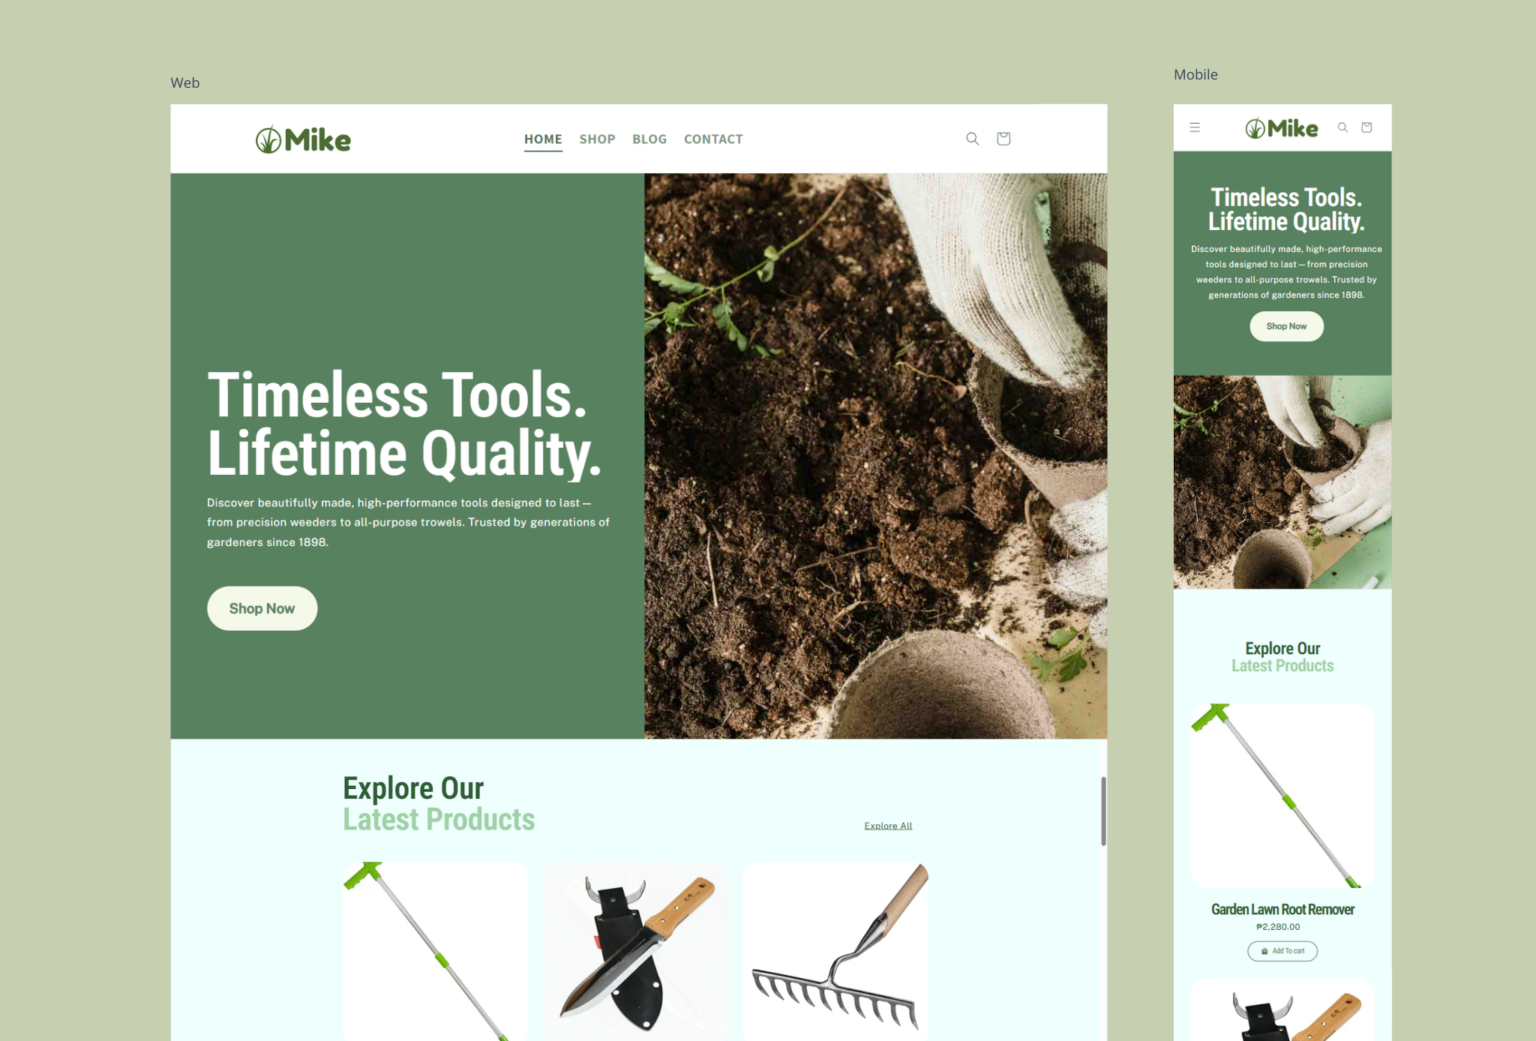 Web
Mike
HOME SHOP BLOG CONTACT
Timeless Tools.
Lifetime Quality.
Discover beautifully made, high-performance tools designed to last—
from precision weeders to all-purpose trowels. Trusted by generations of
gardeners since 1898.
Shop Now
Explore Our
Latest Products
Explore All
Mobile
Mike
Timeless Tools.
Lifetime Quality.
Discover beautifully made, high-performance
tools designed to last—from precision
weeders to all-purpose trowels. Trusted by
generations of gardeners since 1898.
Shop Now
Explore Our
Latest Products
Garden Lawn Root Remover
₱2,280.00
Add To cart